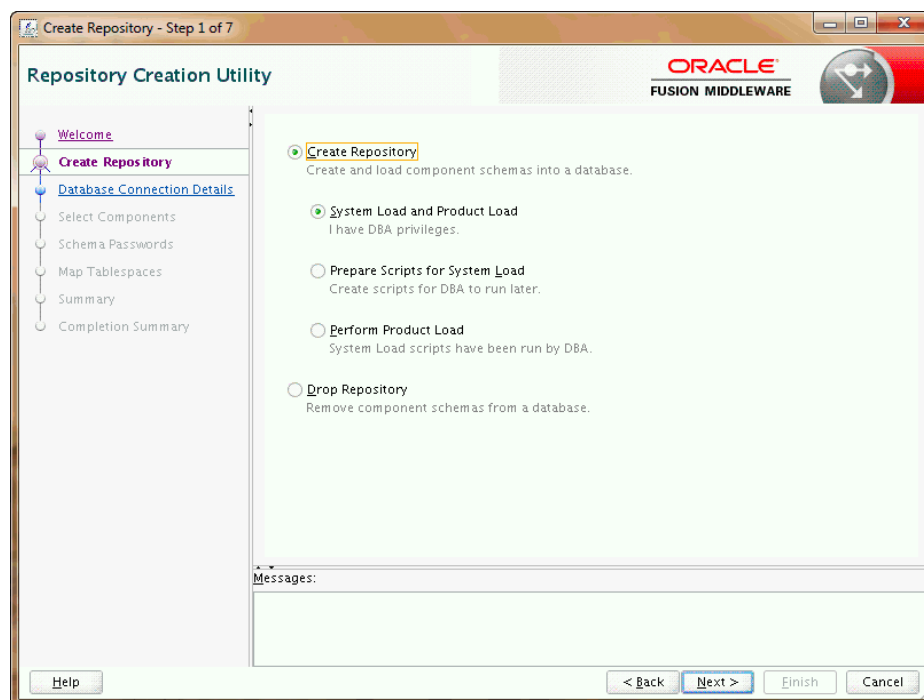 Create Repository - Step 1 of 7
Repository Creation Utility
ORACLE
FUSION MIDDLEWARE
Welcome
Create Repository
Database Connection Details
Select Components
Schema Passwords
Map Tablespaces
Summary
Completion Summary
Create Repository
Create and load component schemas into a database.
System Load and Product Load
I have DBA privileges.
Prepare Scripts for System Load
Create scripts for DBA to run later.
Perform Product Load
System Load scripts have been run by DBA.
Drop Repository
Remove component schemas from a database.
Messages:
Help
< Back
Next >
Finish
Cancel